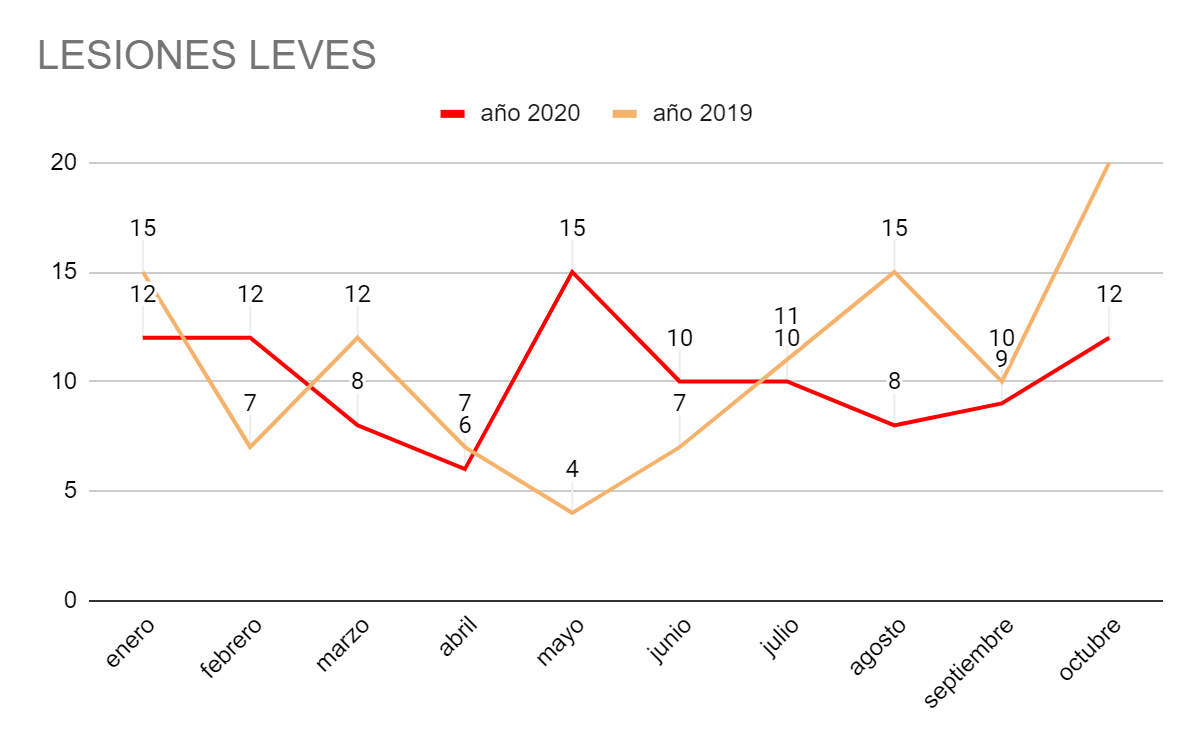 LESIONES LEVES
año 2020 año 2019
20
15 15 15
15
12 12 12 12
11
10 10 10
9
10
8 8
7 7 7
6
4
5
0
enero febrero marzo abril mayo junio julio agosto septiembre octubre